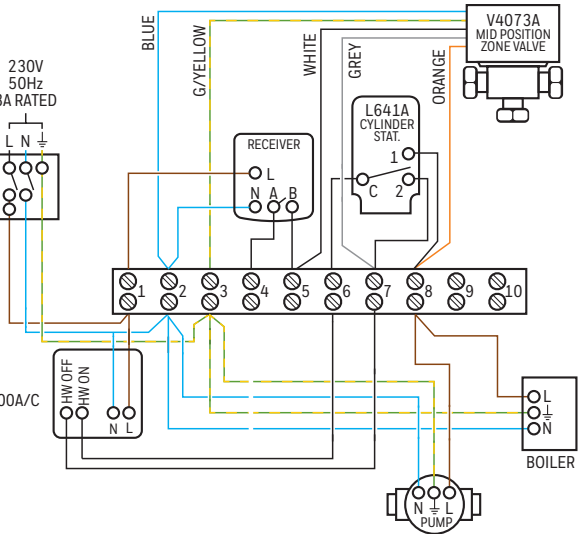 V4073A
MID POSITION
ZONE VALVE
BLUE
G/YELLOW
WHITE
GREY
ORANGE
230V
50Hz
3A RATED
L N
L641A
CYLINDER
STAT.
1
C 2
RECEIVER
L
N A B
1 2 3 4 5 6 7 8 9 10
00A/C
HW OFF
HW ON
N L
L
N
BOILER
N L
PUMP